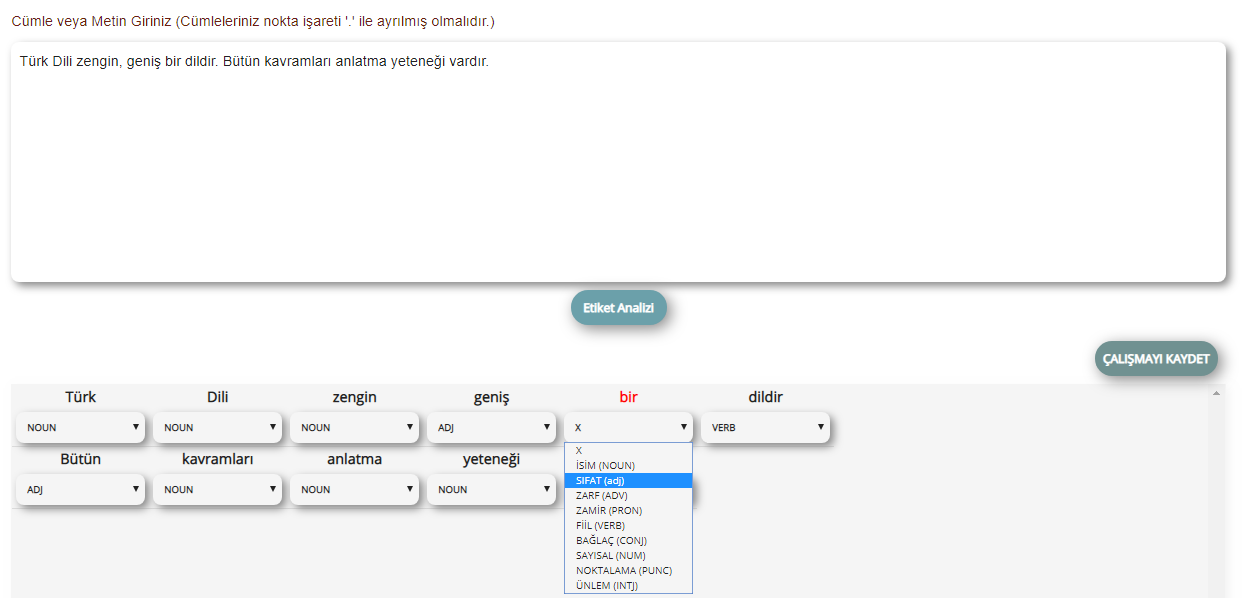 Cümle veya Metin Giriniz (Cümleleriniz nokta işareti '.' ile ayrılmış olmalıdır.)
Türk Dili zengin, geniş bir dildir. Bütün kavramları anlatma yeteneği vardır.
Etiket Analizi
ÇALIŞMAYI KAYDET
Türk Dili zengin geniş bir dildir
NOUN NOUN NOUN ADJ X VERB
Bütün kavramları anlatma yeteneği
ADJ NOUN NOUN NOUN
X
İSİM (NOUN)
SIFAT (adj)
ZARF (ADV)
ZAMİR (PRON)
FİİL (VERB)
BAĞLAÇ (CONJ)
SAYISAL (NUM)
NOKTALAMA (PUNC)
ÜNLEM (INTJ)